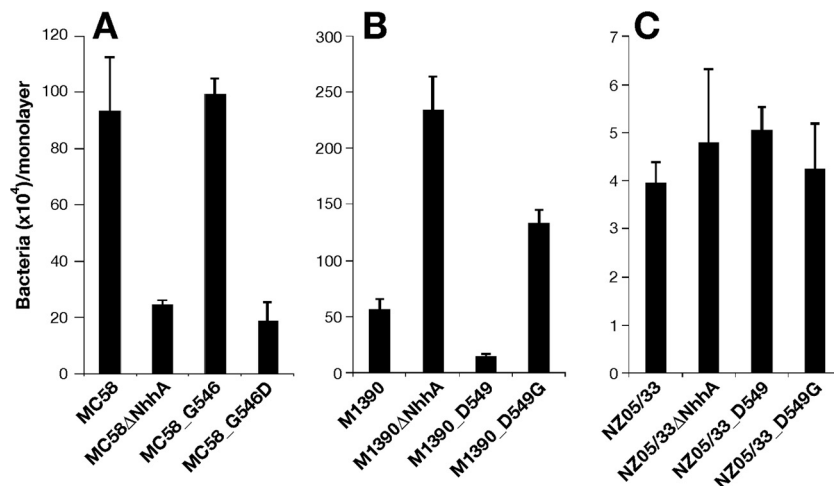 A
B
C
Bacteria (x10⁴)/monolayer
120
100
80
60
40
20
0
MC58
MC58ΔNhhA
MC58_G546
MC58_G546D
300
250
200
150
100
50
0
M1390
M1390ΔNhhA
M1390_D549
M1390_D549G
7
6
5
4
3
2
1
0
NZ05/33
NZ05/33ΔNhhA
NZ05/33_D549
NZ05/33_D549G